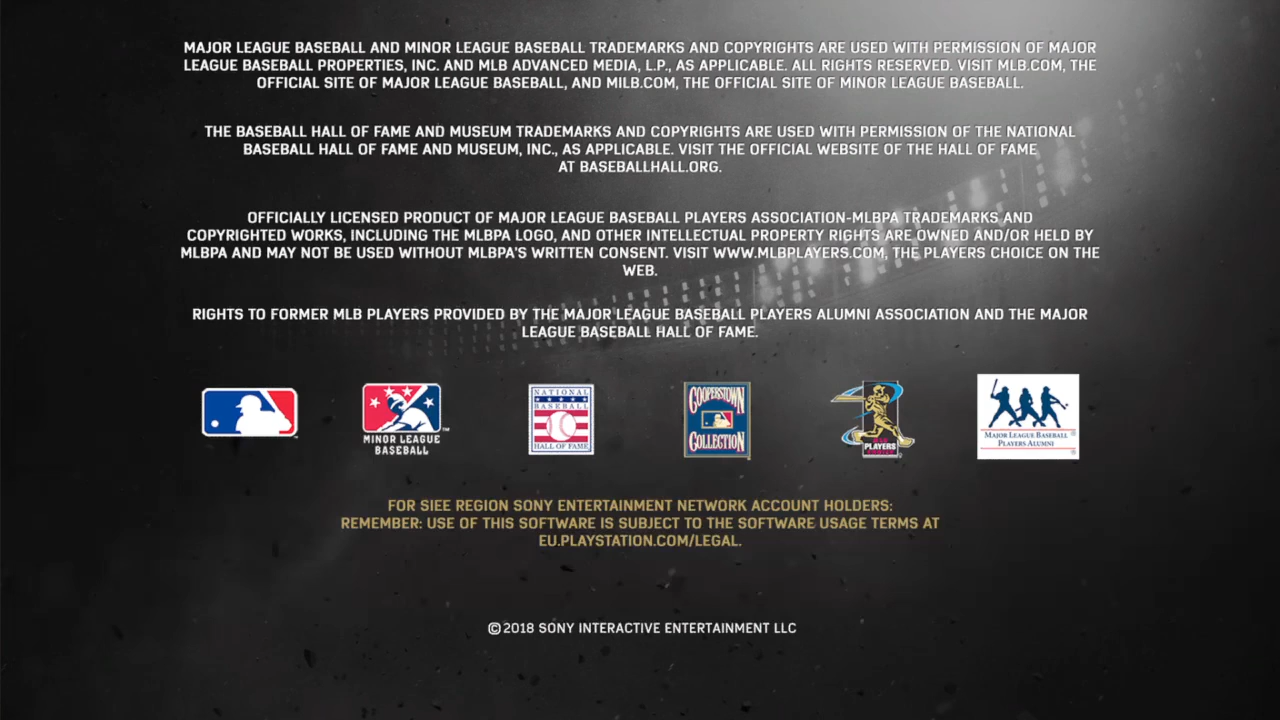 MAJOR LEAGUE BASEBALL AND MINOR LEAGUE BASEBALL TRADEMARKS AND COPYRIGHTS ARE USED WITH PERMISSION OF MAJOR
LEAGUE BASEBALL PROPERTIES, INC. AND MLB ADVANCED MEDIA, L.P., AS APPLICABLE. ALL RIGHTS RESERVED. VISIT MLB.COM, THE
OFFICIAL SITE OF MAJOR LEAGUE BASEBALL, AND MILB.COM, THE OFFICIAL SITE OF MINOR LEAGUE BASEBALL.
THE BASEBALL HALL OF FAME AND MUSEUM TRADEMARKS AND COPYRIGHTS ARE USED WITH PERMISSION OF THE NATIONAL
BASEBALL HALL OF FAME AND MUSEUM, INC., AS APPLICABLE. VISIT THE OFFICIAL WEBSITE OF THE HALL OF FAME
AT BASEBALLHALL.ORG.
OFFICIALLY LICENSED PRODUCT OF MAJOR LEAGUE BASEBALL PLAYERS ASSOCIATION-MLBPA TRADEMARKS AND
COPYRIGHTED WORKS, INCLUDING THE MLBPA LOGO, AND OTHER INTELLECTUAL PROPERTY RIGHTS ARE OWNED AND/OR HELD BY
MLBPA AND MAY NOT BE USED WITHOUT MLBPA'S WRITTEN CONSENT. VISIT WWW.MLBPLAYERS.COM, THE PLAYERS CHOICE ON THE
WEB.
RIGHTS TO FORMER MLB PLAYERS PROVIDED BY THE MAJOR LEAGUE BASEBALL PLAYERS ALUMNI ASSOCIATION AND THE MAJOR
LEAGUE BASEBALL HALL OF FAME.
MINOR LEAGUE
BASEBALL
NATIONAL
BASEBALL
HALL OF FAME
COOPERSTOWN
COLLECTION
PLAYERS
MAJOR LEAGUE BASEBALL
PLAYERS ALUMNI
FOR SIEE REGION SONY ENTERTAINMENT NETWORK ACCOUNT HOLDERS:
REMEMBER: USE OF THIS SOFTWARE IS SUBJECT TO THE SOFTWARE USAGE TERMS AT
EU.PLAYSTATION.COM/LEGAL.
©2018 SONY INTERACTIVE ENTERTAINMENT LLC